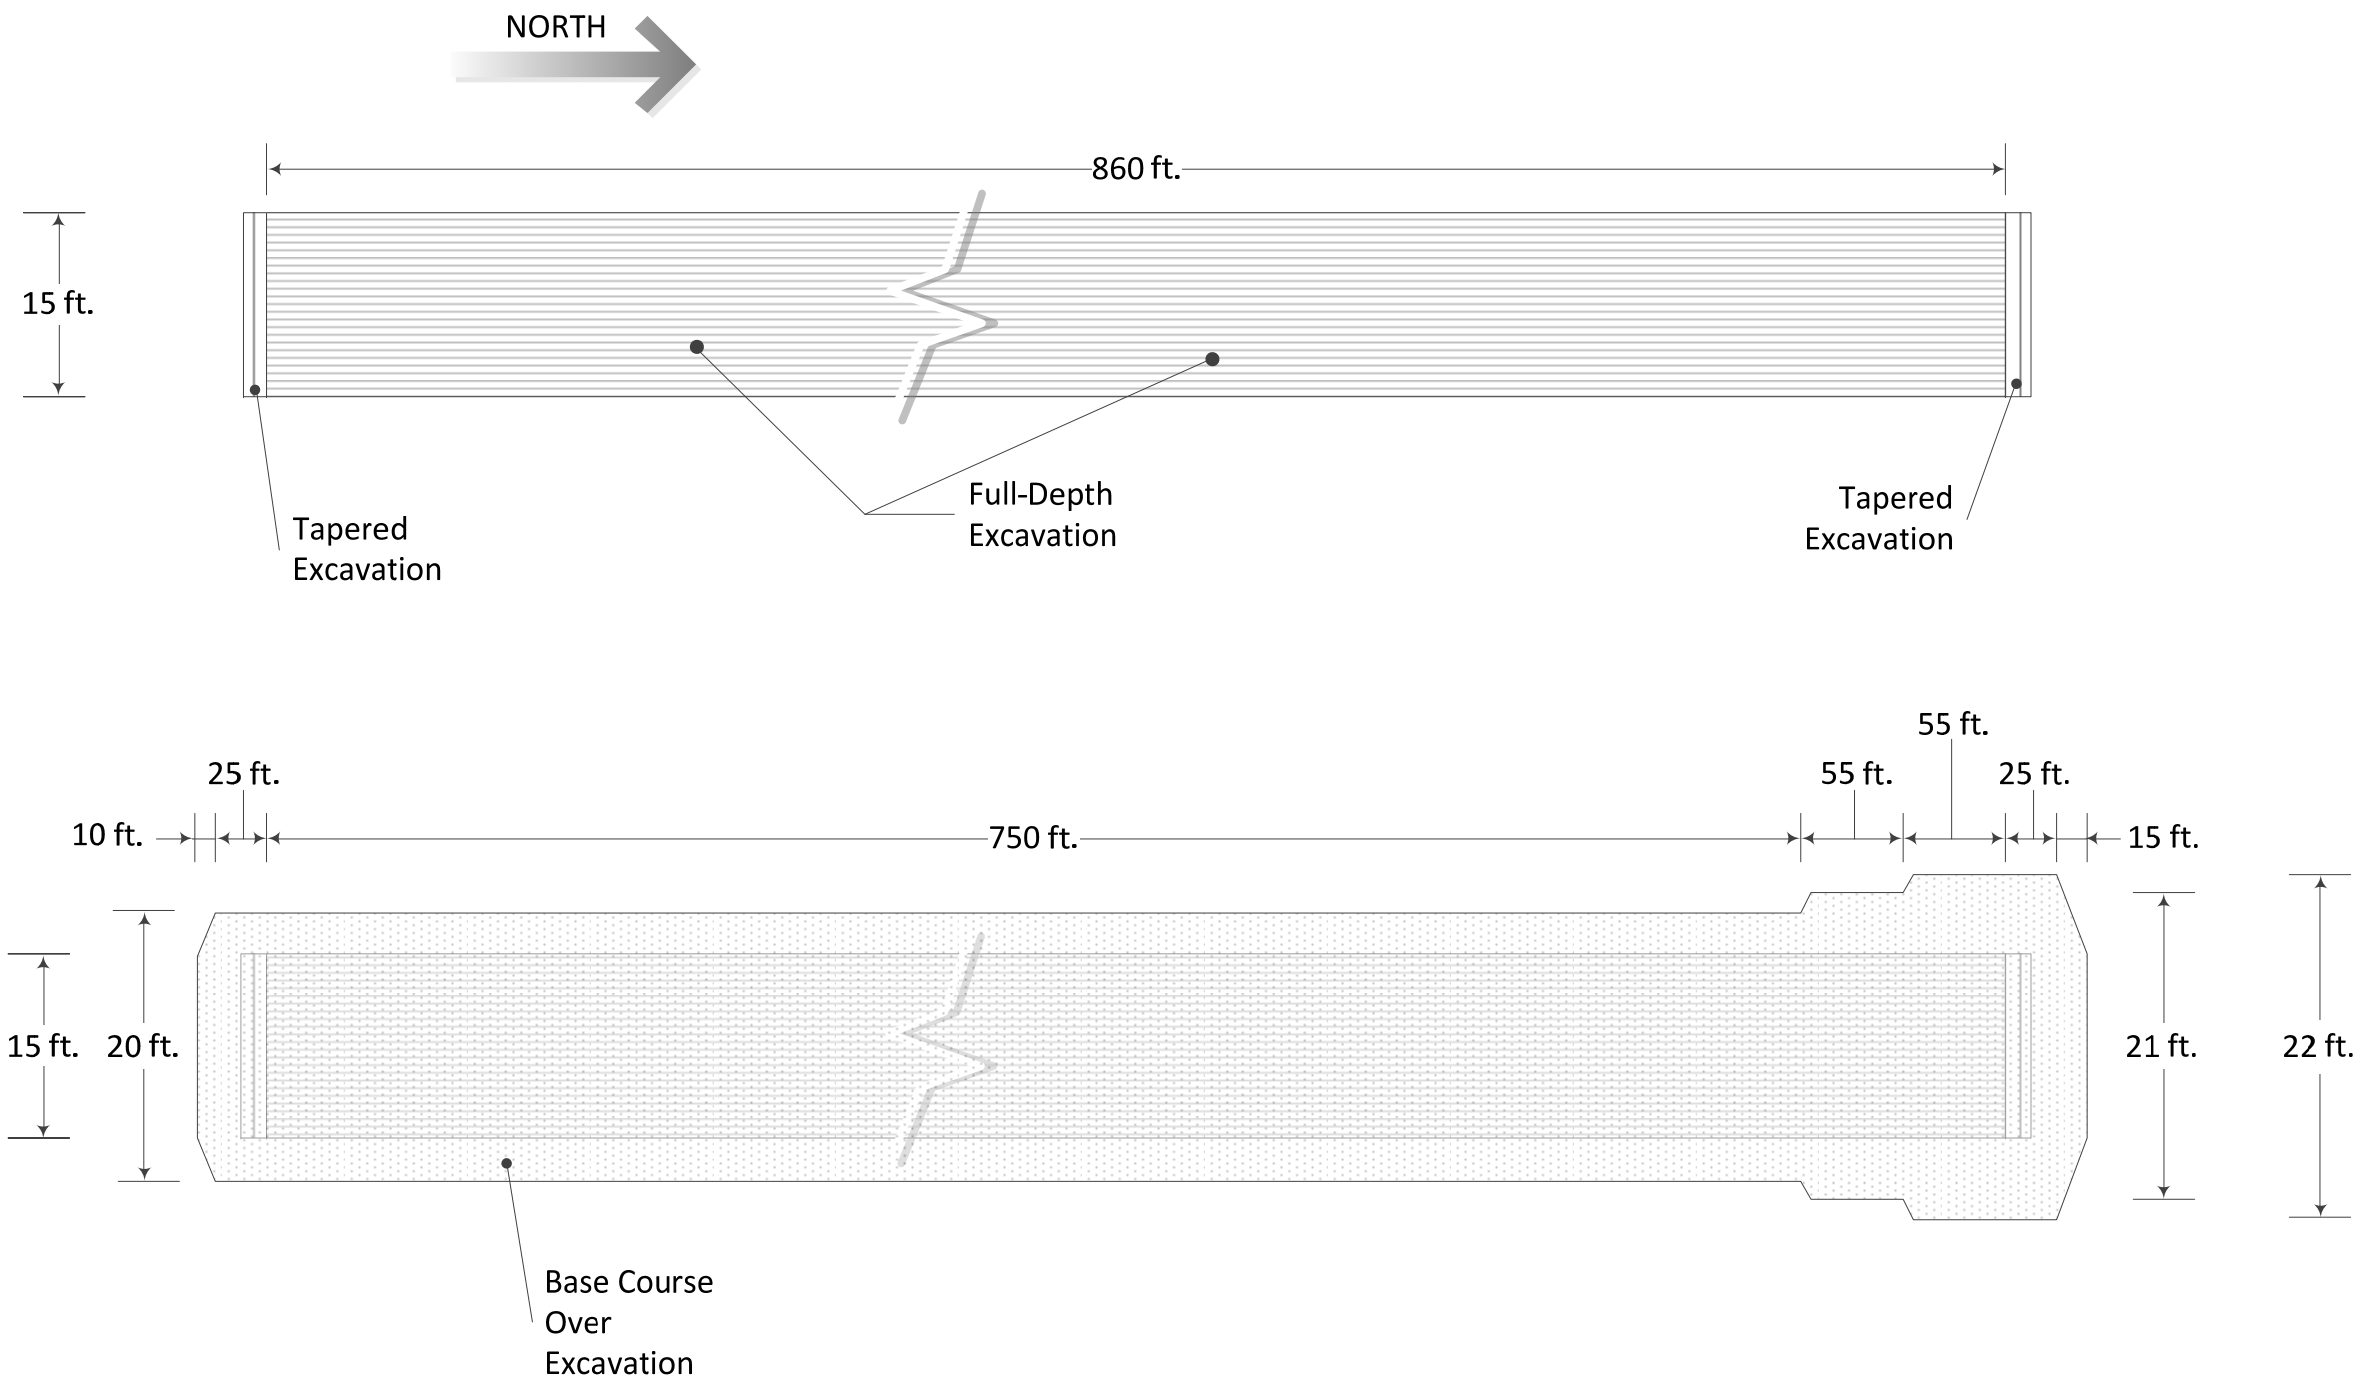 NORTH
860 ft.
15 ft.
Full-Depth
Excavation
Tapered
Excavation
Tapered
Excavation
55 ft.
25 ft.
55 ft.
25 ft.
10 ft.
750 ft.
15 ft.
15 ft.
20 ft.
21 ft.
22 ft.
Base Course
Over
Excavation